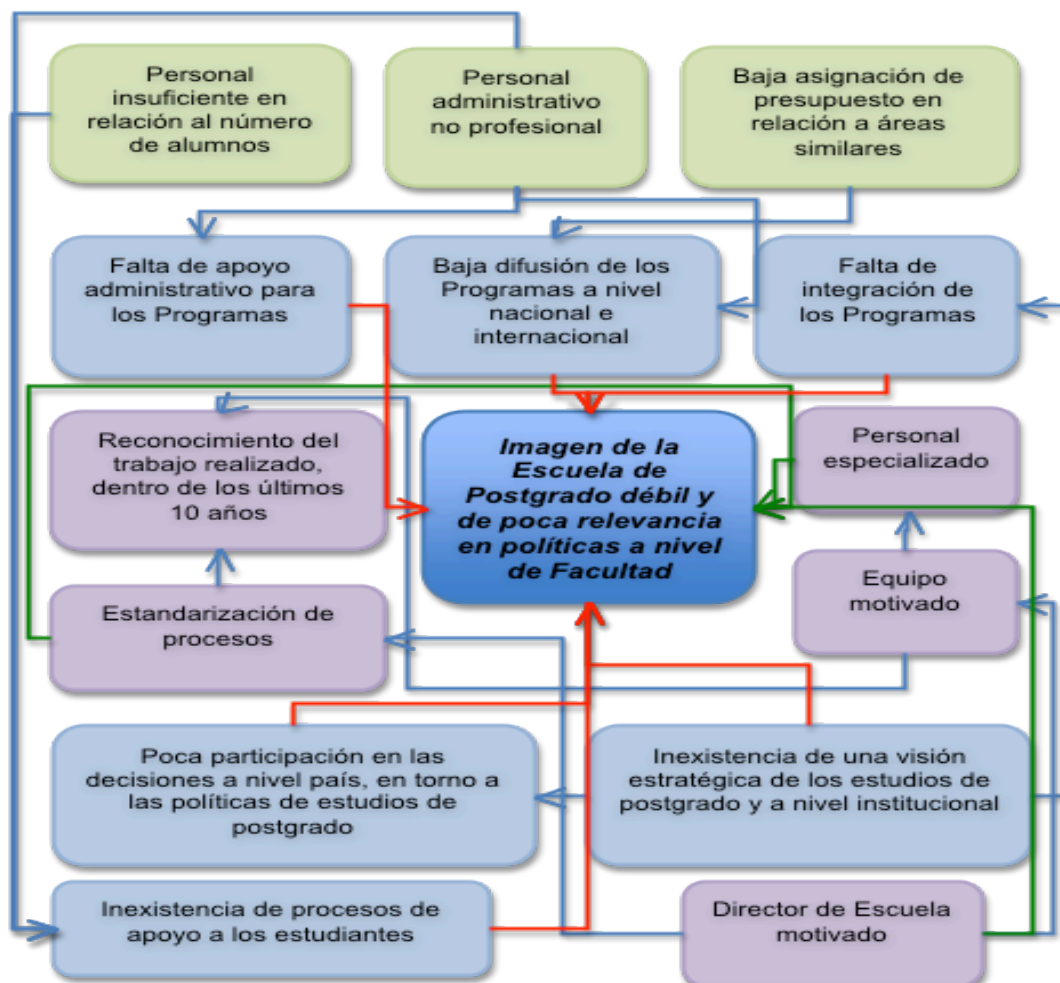 Personal
insuficiente en
relación al número
de alumnos
Personal
administrativo
no profesional
Baja asignación de
presupuesto en
relación a áreas
similares
Falta de apoyo
administrativo para
los Programas
Baja difusión de los
Programas a nivel
nacional e
internacional
Falta de
integración de
los Programas
Reconocimiento del
trabajo realizado,
dentro de los últimos
10 años
Imagen de la
Escuela de
Postgrado débil y
de poca relevancia
en políticas a nivel
de Facultad
Personal
especializado
Estandarización de
procesos
Equipo
motivado
Poca participación en las
decisiones a nivel país, en torno a
las políticas de estudios de
postgrado
Inexistencia de una visión
estratégica de los estudios de
postgrado y a nivel institucional
Inexistencia de procesos de
apoyo a los estudiantes
Director de Escuela
motivado